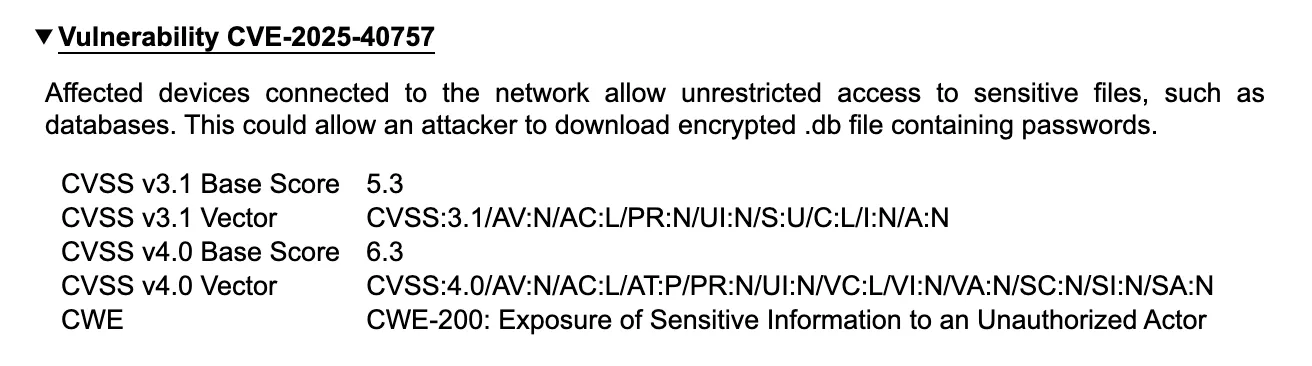 ▼ Vulnerability CVE-2025-40757
Affected devices connected to the network allow unrestricted access to sensitive files, such as
databases. This could allow an attacker to download encrypted .db file containing passwords.
CVSS v3.1 Base Score 5.3
CVSS v3.1 Vector CVSS:3.1/AV:N/AC:L/PR:N/UI:N/S:U/C:L/I:N/A:N
CVSS v4.0 Base Score 6.3
CVSS v4.0 Vector CVSS:4.0/AV:N/AC:L/AT:P/PR:N/UI:N/VC:L/VI:N/VA:N/SC:N/SI:N/SA:N
CWE CWE-200: Exposure of Sensitive Information to an Unauthorized Actor